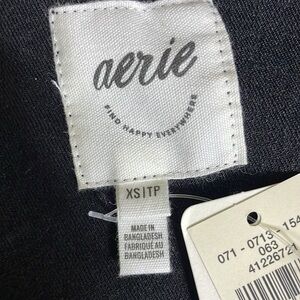 aerie
FIND HAPPY EVERYWHERE
XS|TP
MADE IN
BANGLADESH
FABRIQUÉ AU
BANGLADESH
071 - 0713 - 154
063
41226721